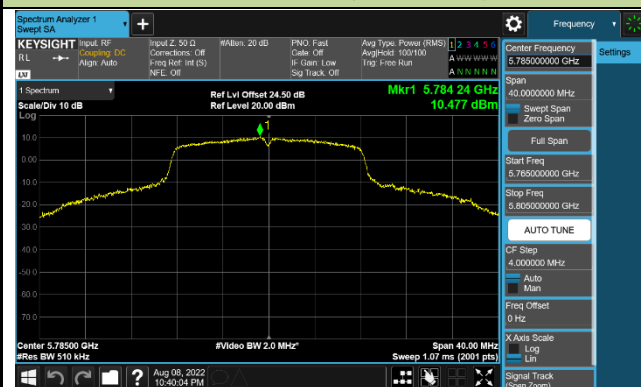 Spectrum Analyzer 1
Swept SA
Frequency
KEYSIGHT
RL
LXI
Input: RF
Coupling: DC
Align: Auto
Input Z: 50 Ω
Corrections: Off
Freq Ref: Int (S)
NFE: Off
#Atten: 20 dB
PNO: Fast
Gate: Off
IF Gain: Low
Sig Track: Off
Avg Type: Power (RMS)
Avg|Hold: 100/100
Trig: Free Run
1 2 3 4 5 6
A W W W W W
A N N N N N
1 Spectrum
Scale/Div 10 dB
Log
Ref Lvl Offset 24.50 dB
Ref Level 20.00 dBm
Mkr1 5.784 24 GHz
10.477 dBm
1
10.0
0.00
10.0
20.0
30.0
40.0
-50.0
60.0
70.0
Center 5.78500 GHz
#Res BW 510 kHz
#Video BW 2.0 MHz*
Span 40.00 MHz
Sweep 1.07 ms (2001 pts)
Center Frequency
5.785000000 GHz
Span
40.0000000 MHz
Swept Span
Zero Span
Full Span
Start Freq
5.765000000 GHz
Stop Freq
5.805000000 GHz
AUTO TUNE
CF Step
4.000000 MHz
Auto
Man
Freq Offset
0 Hz
X Axis Scale
Log
Lin
Signal Track
(Span Zoom)
Settings
?
Aug 08, 2022
10:40:04 PM